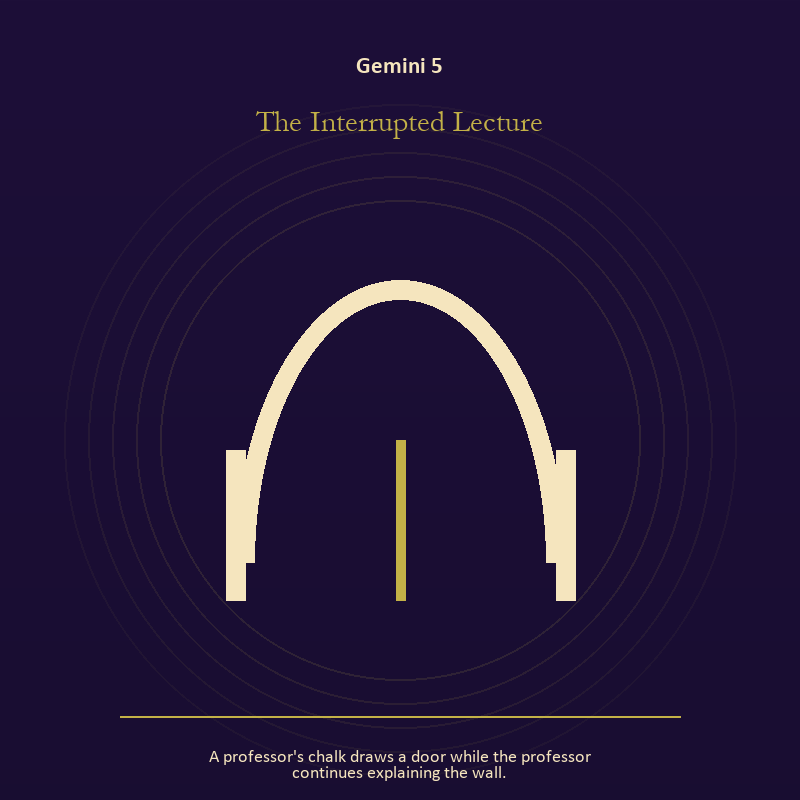 Gemini 5
The Interrupted Lecture
A professor's chalk draws a door while the professor
continues explaining the wall.